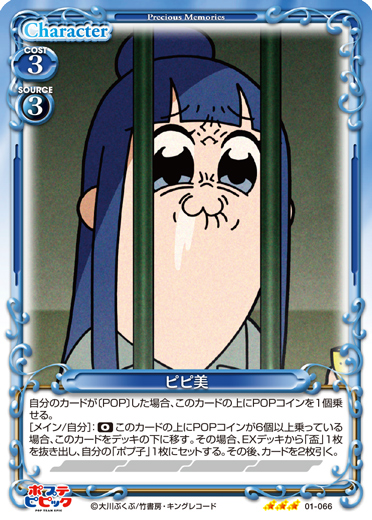 Precious Memories
Character
COST
3
SOURCE
3
ピピ美
自分のカードが〔POP〕した場合、このカードの上にPOPコインを1個乗
せる。
[メイン/自分]:0このカードの上にPOPコインが6個以上乗っている
場合、このカードをデッキの下に移す。その場合、EXデッキから「盃」1枚
を抜き出し、自分の「ポプ子」1枚にセットする。その後、カードを2枚引く。
ポプテ
ピピック
POP TEAM EPIC
©大川ぶくぶ/竹書房・キングレコード
01-066